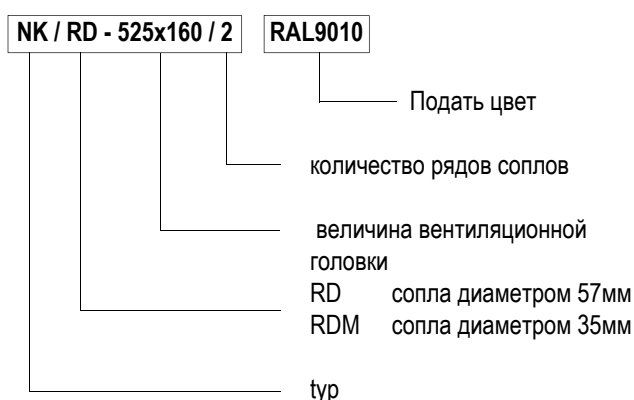 NK / RD - 525x160 / 2 RAL9010
Подать цвет
количество рядов соплов
величина вентиляционной
головки
RD сопла диаметром 57мм
RDM сопла диаметром 35мм
typ